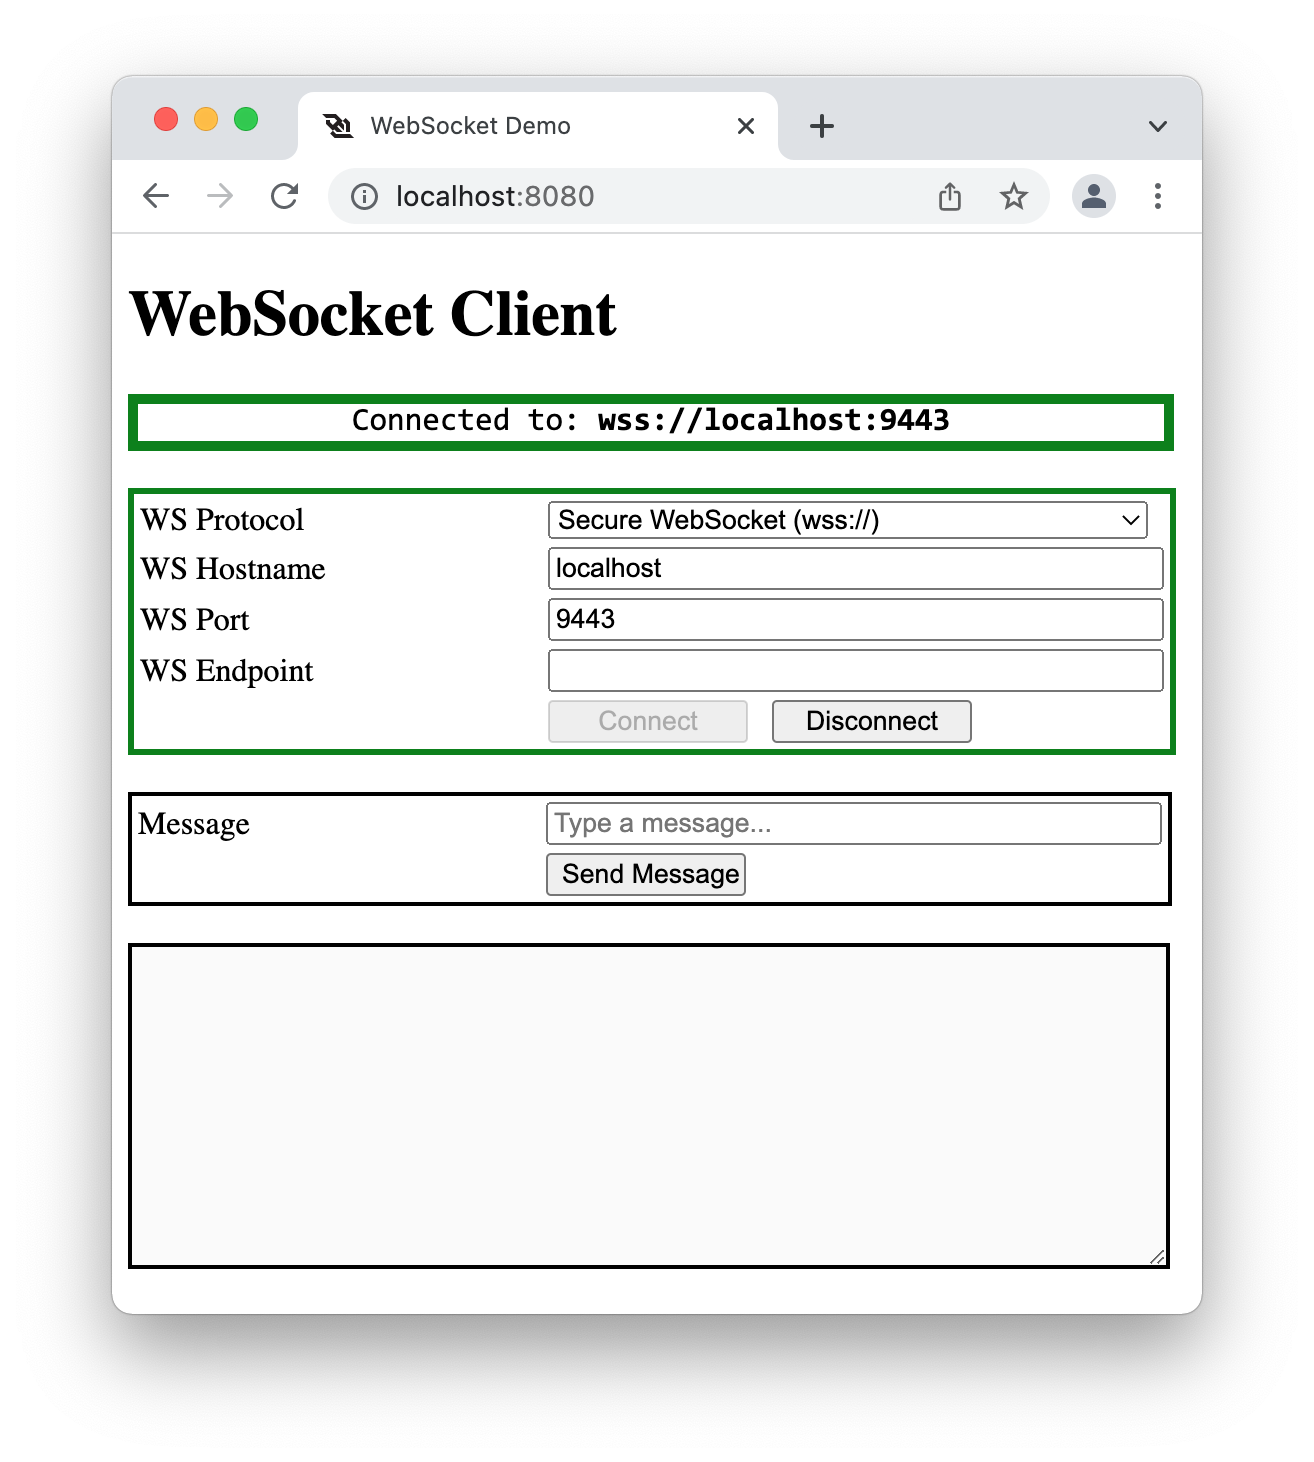 WebSocket Demo
localhost:8080
WebSocket Client
Connected to: wss://localhost:9443
WS Protocol Secure WebSocket (wss://)
WS Hostname localhost
WS Port 9443
WS Endpoint
Connect Disconnect
Message Type a message...
Send Message